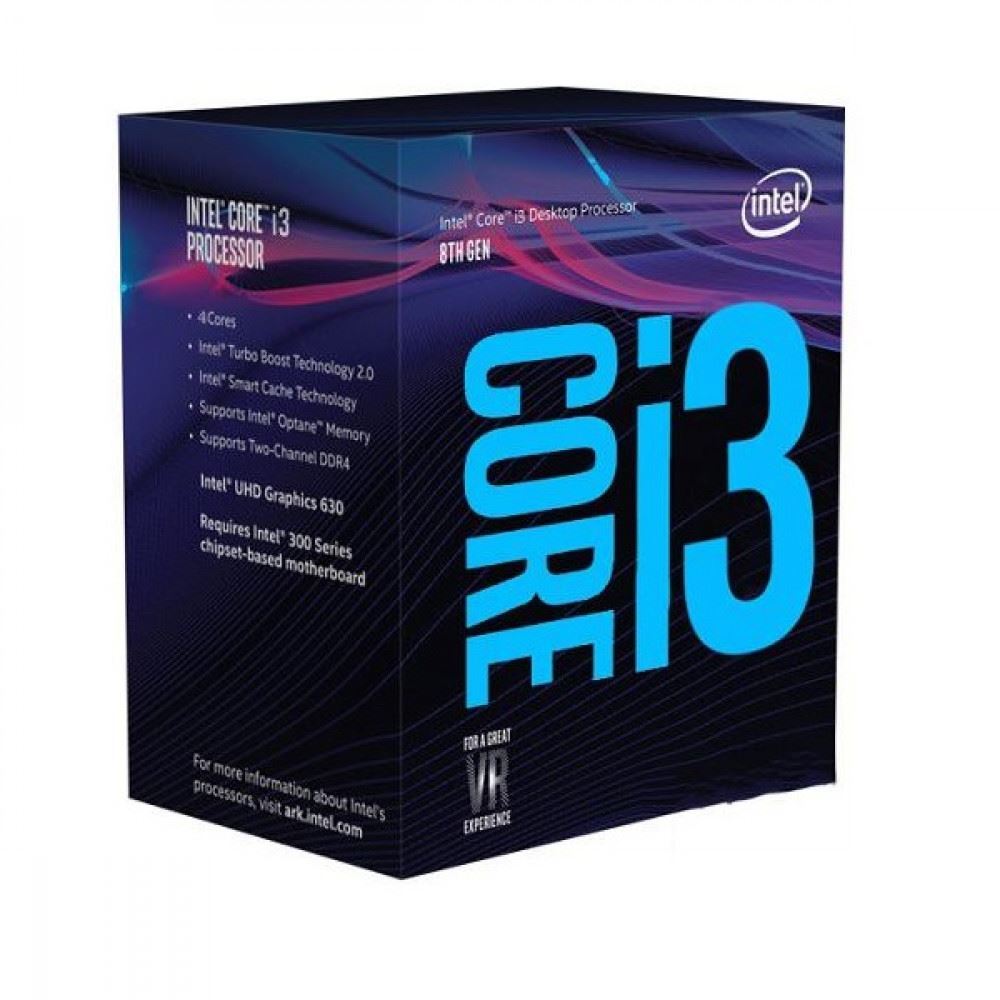 INTEL® CORE™ i3
PROCESSOR
• 4 Cores
• Intel® Turbo Boost Technology 2.0
• Intel® Smart Cache Technology
• Supports Intel® Optane™ Memory
• Supports Two-Channel DDR4
Intel® UHD Graphics 630
Requires Intel® 300 Series
chipset-based motherboard
For more information about Intel's
processors, visit ark.intel.com
Intel® Core™ i3 Desktop Processor
8TH GEN
intel
CORE i3
FOR A GREAT
VR
EXPERIENCE